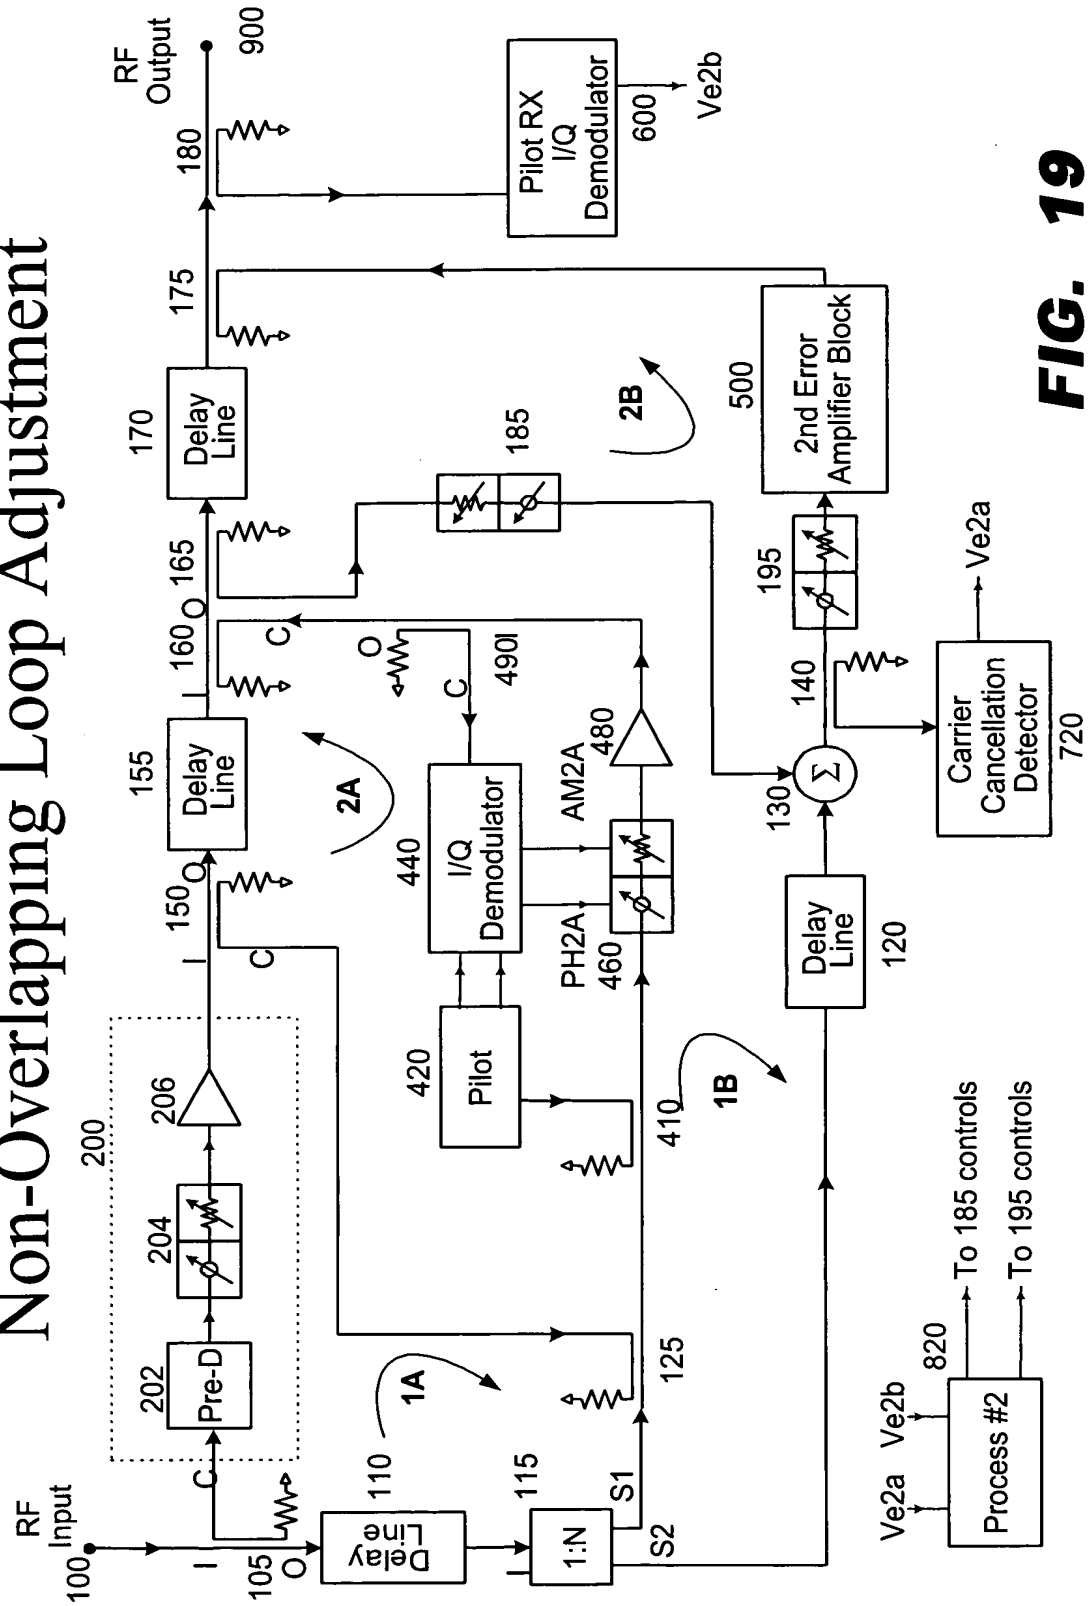 Non-Overlapping Loop Adjustment
RF
Input
100
I
105
O
C
200
202
Pre-D
204
206
I
150
O
C
155
Delay
Line
I
160
O
C
165
170
Delay
Line
175
180
RF
Output
900
110
Delay
Line
1A
2A
2B
185
Pilot RX
I/Q
Demodulator
600
Ve2b
115
I
1:N
S1
S2
125
410
420
Pilot
440
I/Q
Demodulator
PH2A
AM2A
460
480
O
C
490I
1B
120
Delay
Line
130
Σ
140
195
500
2nd Error
Amplifier Block
Carrier
Cancellation
Detector
720
Ve2a
Ve2a
Ve2b
Process #2
820
To 185 controls
To 195 controls
FIG. 19